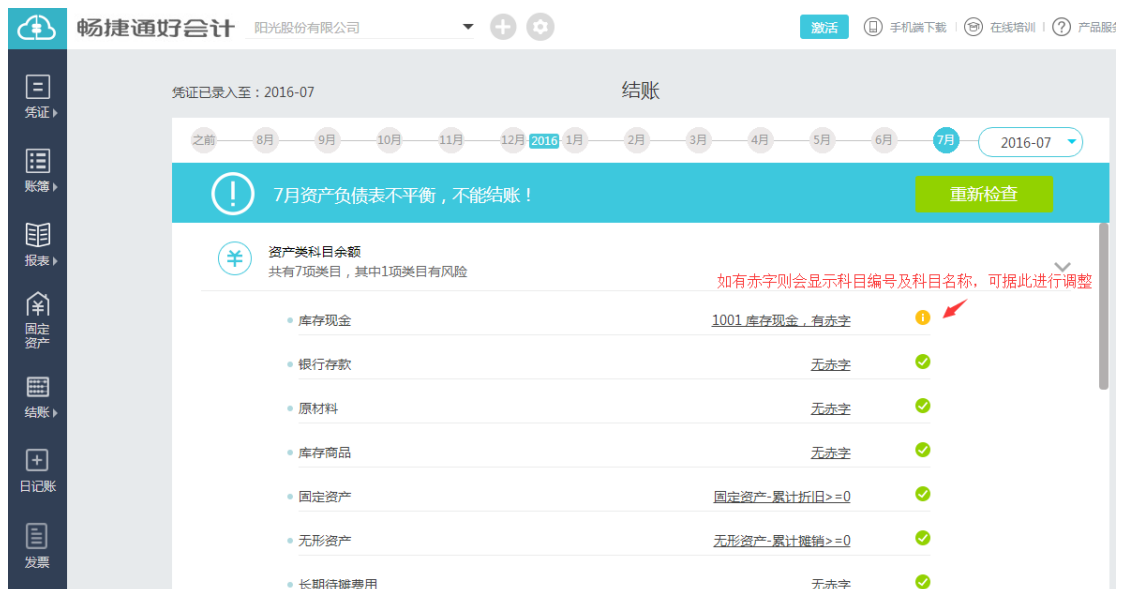 畅捷通好会计 阳光股份有限公司 激活 手机端下载 在线培训 ? 产品服
凭证已录入至：2016-07 结账
之前 8月 9月 10月 11月 12月 2016 1月 2月 3月 4月 5月 6月 7月 2016-07
7月资产负债表不平衡，不能结账！ 重新检查
资产类科目余额
共有7项类目，其中1项类目有风险
如有赤字则会显示科目编号及科目名称，可据此进行调整
库存现金 1001 库存现金，有赤字
银行存款 无赤字
原材料 无赤字
库存商品 无赤字
固定资产 固定资产-累计折旧>=0
无形资产 无形资产-累计摊销>=0
长期待摊费用 无赤字
凭证
账簿
报表
固定
资产
结账
日记账
发票